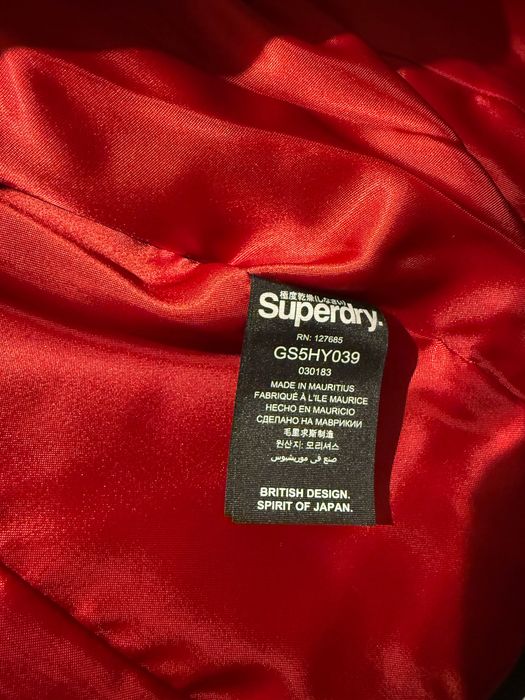 極度乾燥(しなさい)
Superdry.
RN: 127685
GS5HY039
030183
MADE IN MAURITIUS
FABRIQUÉ À L'ILE MAURICE
HECHO EN MAURICIO
СДЕЛАНО НА МАВРИКИИ
毛里求斯制造
원산지: 모리셔스
صنع في موريشيوس
BRITISH DESIGN.
SPIRIT OF JAPAN.